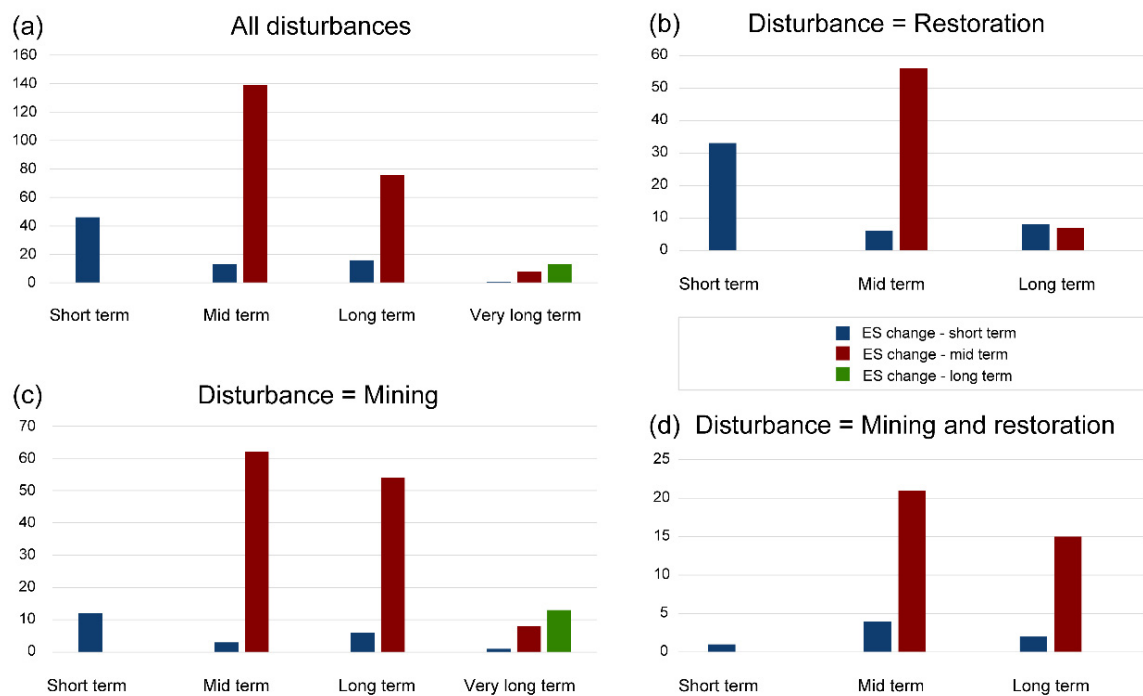 (a) All disturbances
160
140
120
100
80
60
40
20
0
Short term Mid term Long term Very long term
(b) Disturbance = Restoration
60
50
40
30
20
10
0
Short term Mid term Long term
ES change - short term
ES change - mid term
ES change - long term
(c) Disturbance = Mining
70
60
50
40
30
20
10
0
Short term Mid term Long term Very long term
(d) Disturbance = Mining and restoration
25
20
15
10
5
0
Short term Mid term Long term